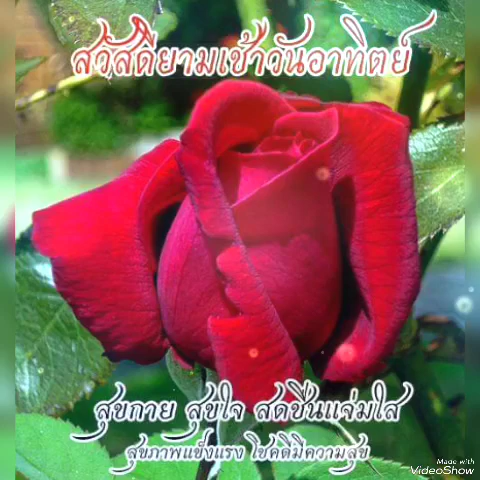 สวัสดียามเช้าวันอาทิตย์
สุขกาย สุขใจ สดชื่นแจ่มใส
สุขภาพแข็งแรง โชคดีมีความสุข
Made with
VideoShow